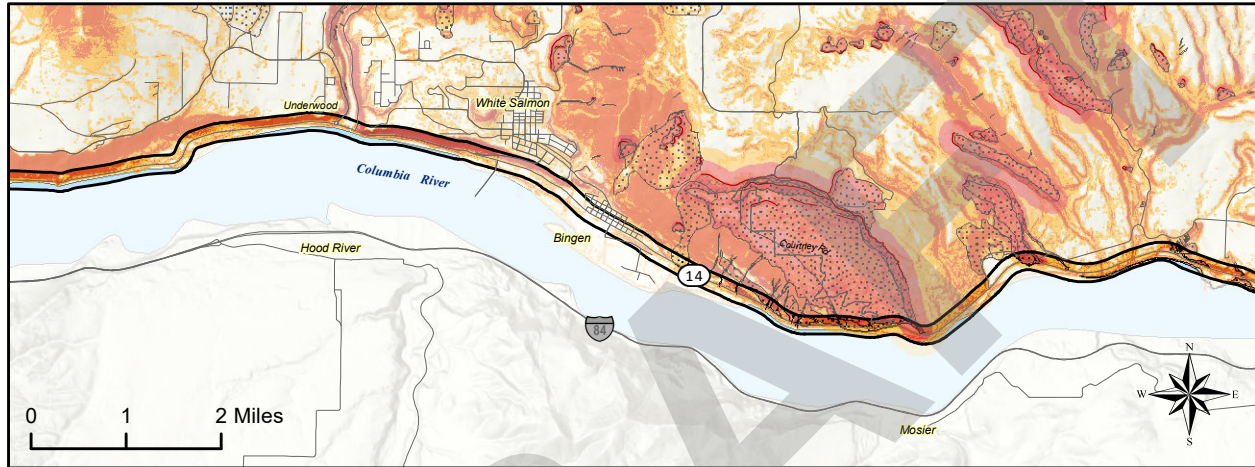 Underwood
White Salmon
Columbia River
Hood River
Bingen
Courtney Rd
14
84
Mosier
N
W
E
S
0 1 2 Miles